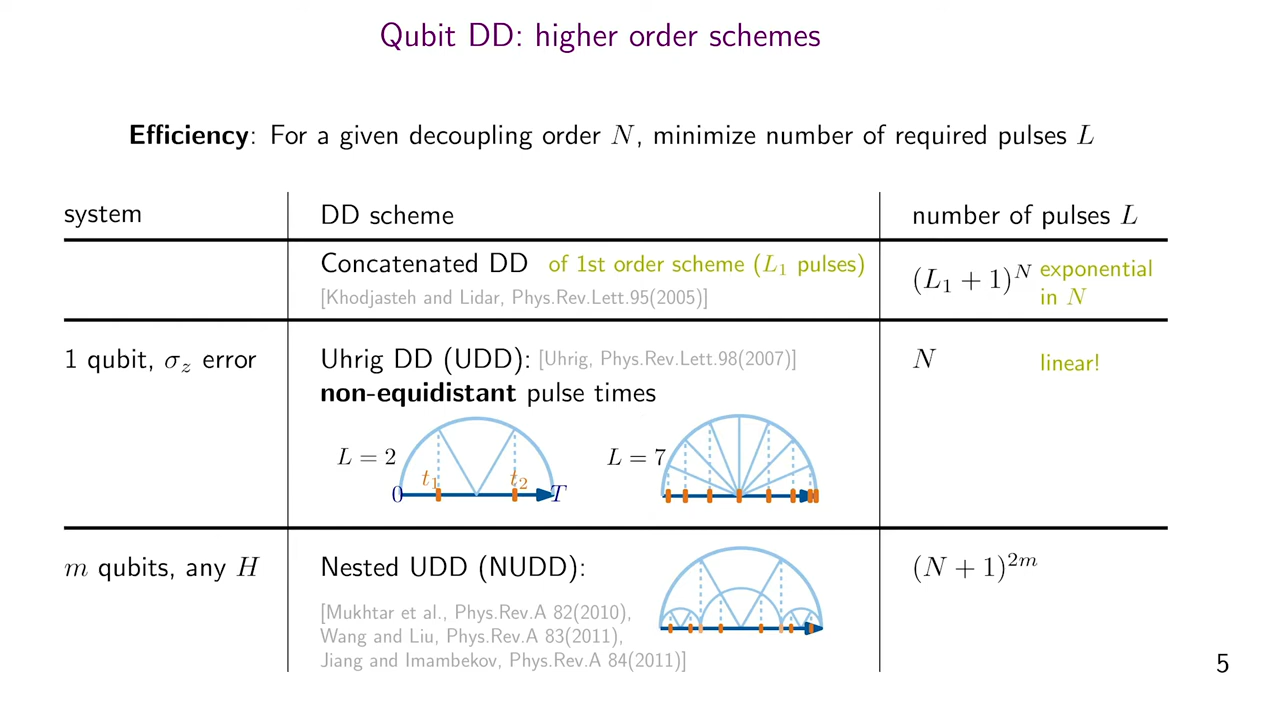 Qubit DD: higher order schemes
Efficiency: For a given decoupling order N, minimize number of required pulses L
system DD scheme number of pulses L
Concatenated DD of 1st order scheme (L₁ pulses) (L₁ + 1)ᴺ exponential
[Khodjasteh and Lidar, Phys.Rev.Lett.95(2005)] in N
1 qubit, σ_z error Uhrig DD (UDD): [Uhrig, Phys.Rev.Lett.98(2007)] N linear!
non-equidistant pulse times
L = 2 L = 7
t₁ t₂
0 T
m qubits, any H Nested UDD (NUDD): (N + 1)²ᵐ
[Mukhtar et al., Phys.Rev.A 82(2010),
Wang and Liu, Phys.Rev.A 83(2011),
Jiang and Imambekov, Phys.Rev.A 84(2011)]
5